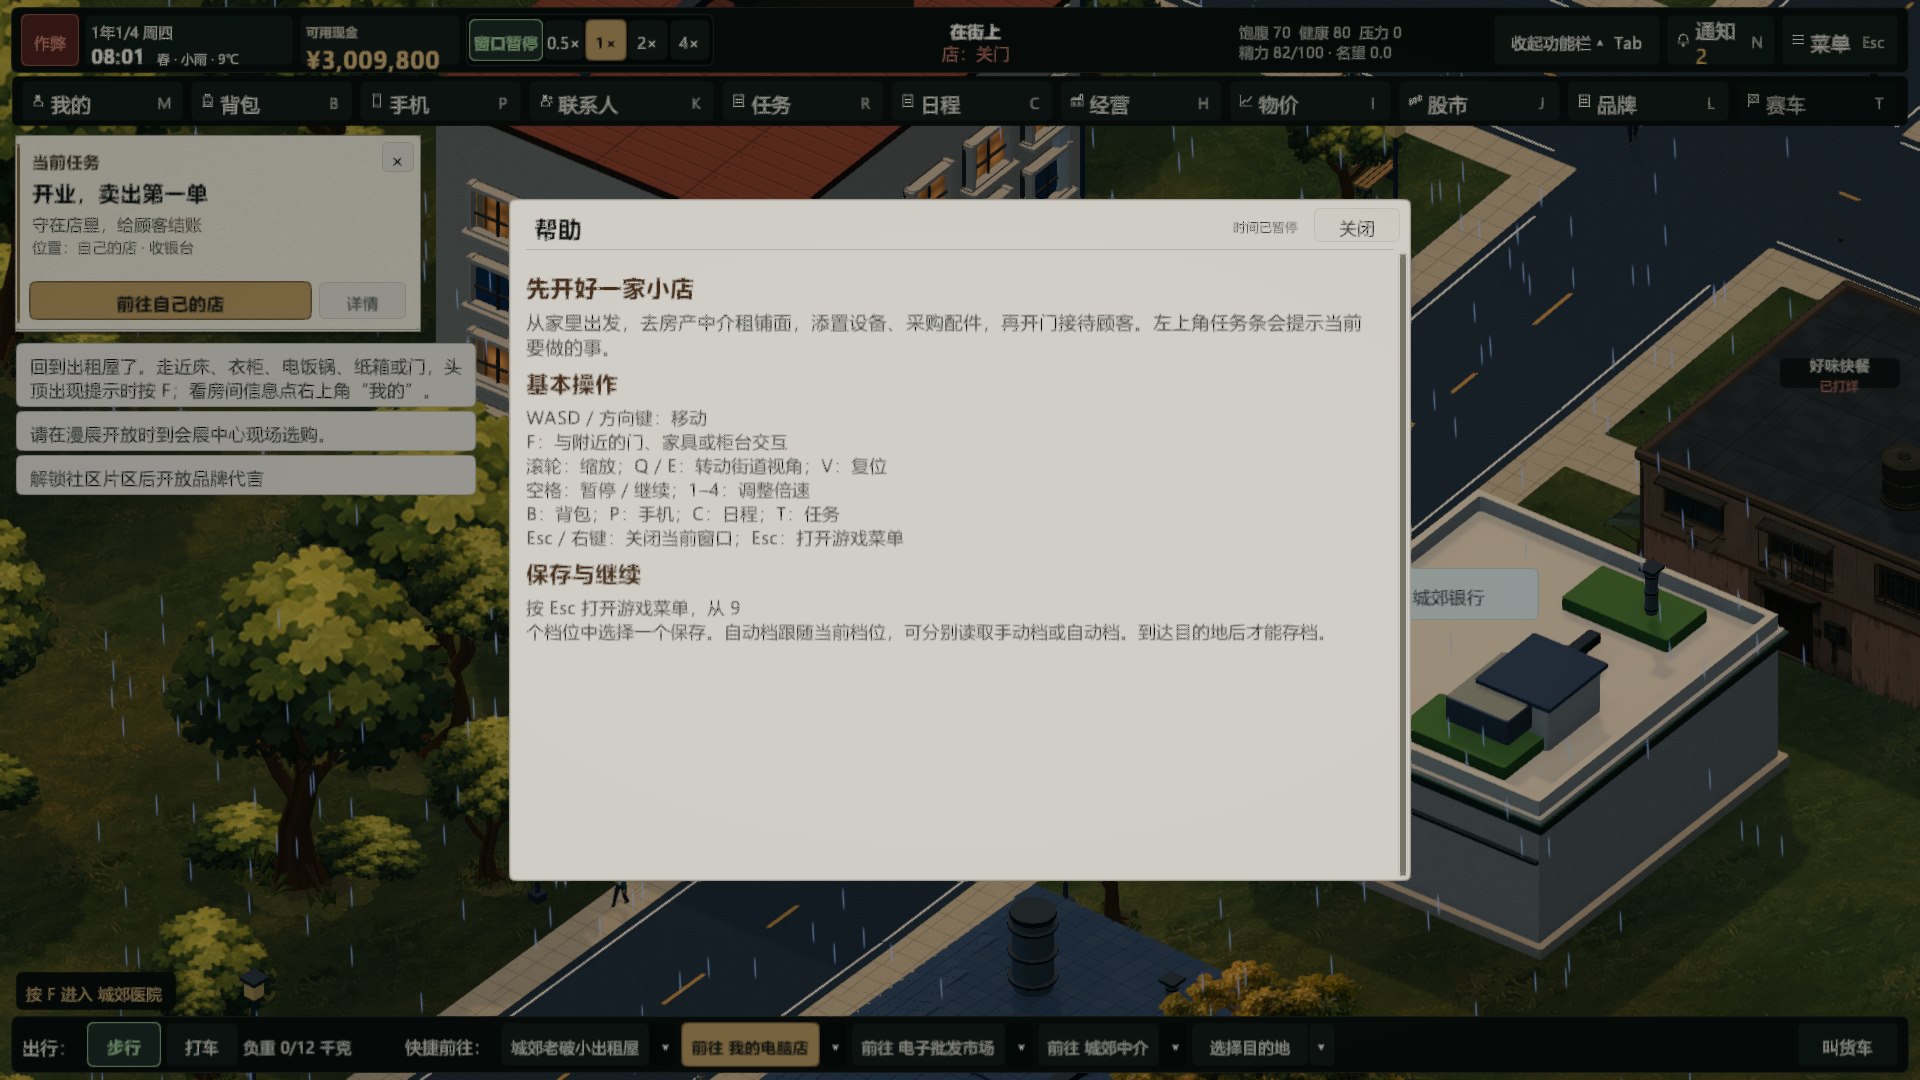 作弊
1年1/4 周四
08:01 春 · 小雨 · 9℃
可用现金
¥3,009,800
窗口暂停 0.5× 1× 2× 4×
在街上
店：关门
饱腹 70 健康 80 压力 0
精力 82/100 · 名望 0.0
收起功能栏 Tab
通知 N
2
菜单 Esc
我的 M
背包 B
手机 P
联系人 K
任务 R
日程 C
经营 H
物价 I
股市 J
品牌 L
赛车 T
当前任务
×
开业，卖出第一单
守在店里，给顾客结账
位置：自己的店 · 收银台
前往自己的店
详情
回到出租屋了。走近床、衣柜、电饭锅、纸箱或门，头
顶出现提示时按 F；看房间信息点右上角“我的”。
请在漫展开放时到会展中心现场选购。
解锁社区片区后开放品牌代言
帮助
时间已暂停
关闭
先开好一家小店
从家里出发，去房产中介租铺面，添置设备、采购配件，再开门接待顾客。左上角任务条会提示当前
要做的事。
基本操作
WASD / 方向键：移动
F：与附近的门、家具或柜台交互
滚轮：缩放；Q / E：转动街道视角；V：复位
空格：暂停 / 继续；1–4：调整倍速
B：背包；P：手机；C：日程；T：任务
Esc / 右键：关闭当前窗口；Esc：打开游戏菜单
保存与继续
按 Esc 打开游戏菜单，从 9
个档位中选择一个保存。自动档跟随当前档位，可分别读取手动档或自动档。到达目的地后才能存档。
好味快餐
已打烊
城郊银行
按 F 进入 城郊医院
出行： 步行 打车 负重 0/12 千克 快捷前往： 城郊老破小出租屋 前往 我的电脑店 前往 电子批发市场 前往 城郊中介 选择目的地 叫货车